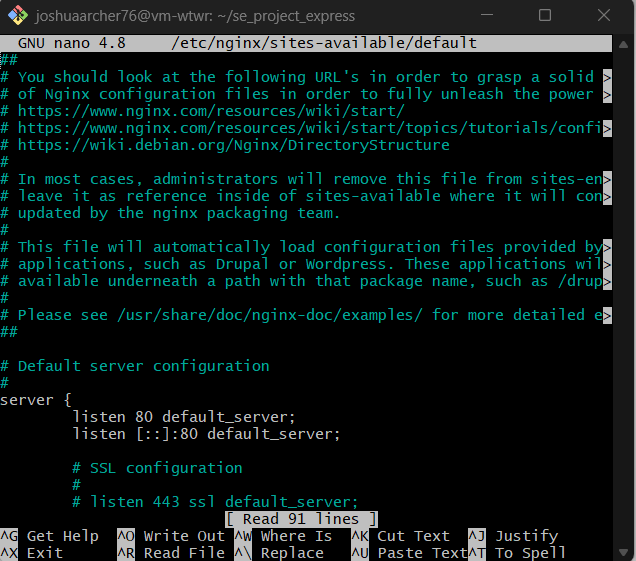 joshuaarcher76@vm-wtwr: ~/se_project_express
GNU nano 4.8 /etc/nginx/sites-available/default
##
# You should look at the following URL's in order to grasp a solid >
# of Nginx configuration files in order to fully unleash the power >
# https://www.nginx.com/resources/wiki/start/
# https://www.nginx.com/resources/wiki/start/topics/tutorials/confi>
# https://wiki.debian.org/Nginx/DirectoryStructure
#
# In most cases, administrators will remove this file from sites-en>
# leave it as reference inside of sites-available where it will con>
# updated by the nginx packaging team.
#
# This file will automatically load configuration files provided by>
# applications, such as Drupal or Wordpress. These applications wil>
# available underneath a path with that package name, such as /drup>
#
# Please see /usr/share/doc/nginx-doc/examples/ for more detailed e>
##
# Default server configuration
#
server {
listen 80 default_server;
listen [::]:80 default_server;
# SSL configuration
#
# listen 443 ssl default_server;
[ Read 91 lines ]
^G Get Help ^O Write Out ^W Where Is ^K Cut Text ^J Justify
^X Exit ^R Read File ^\ Replace ^U Paste Text ^T To Spell